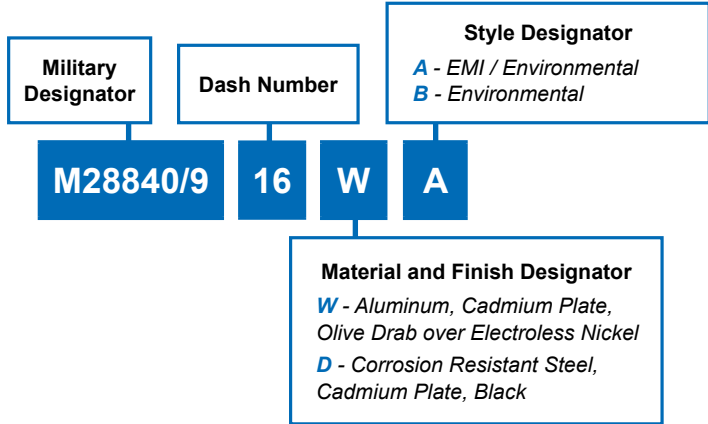 Style Designator
A - EMI / Environmental
B - Environmental
Military
Designator
Dash Number
M28840/9 16 W A
Material and Finish Designator
W - Aluminum, Cadmium Plate,
Olive Drab over Electroless Nickel
D - Corrosion Resistant Steel,
Cadmium Plate, Black